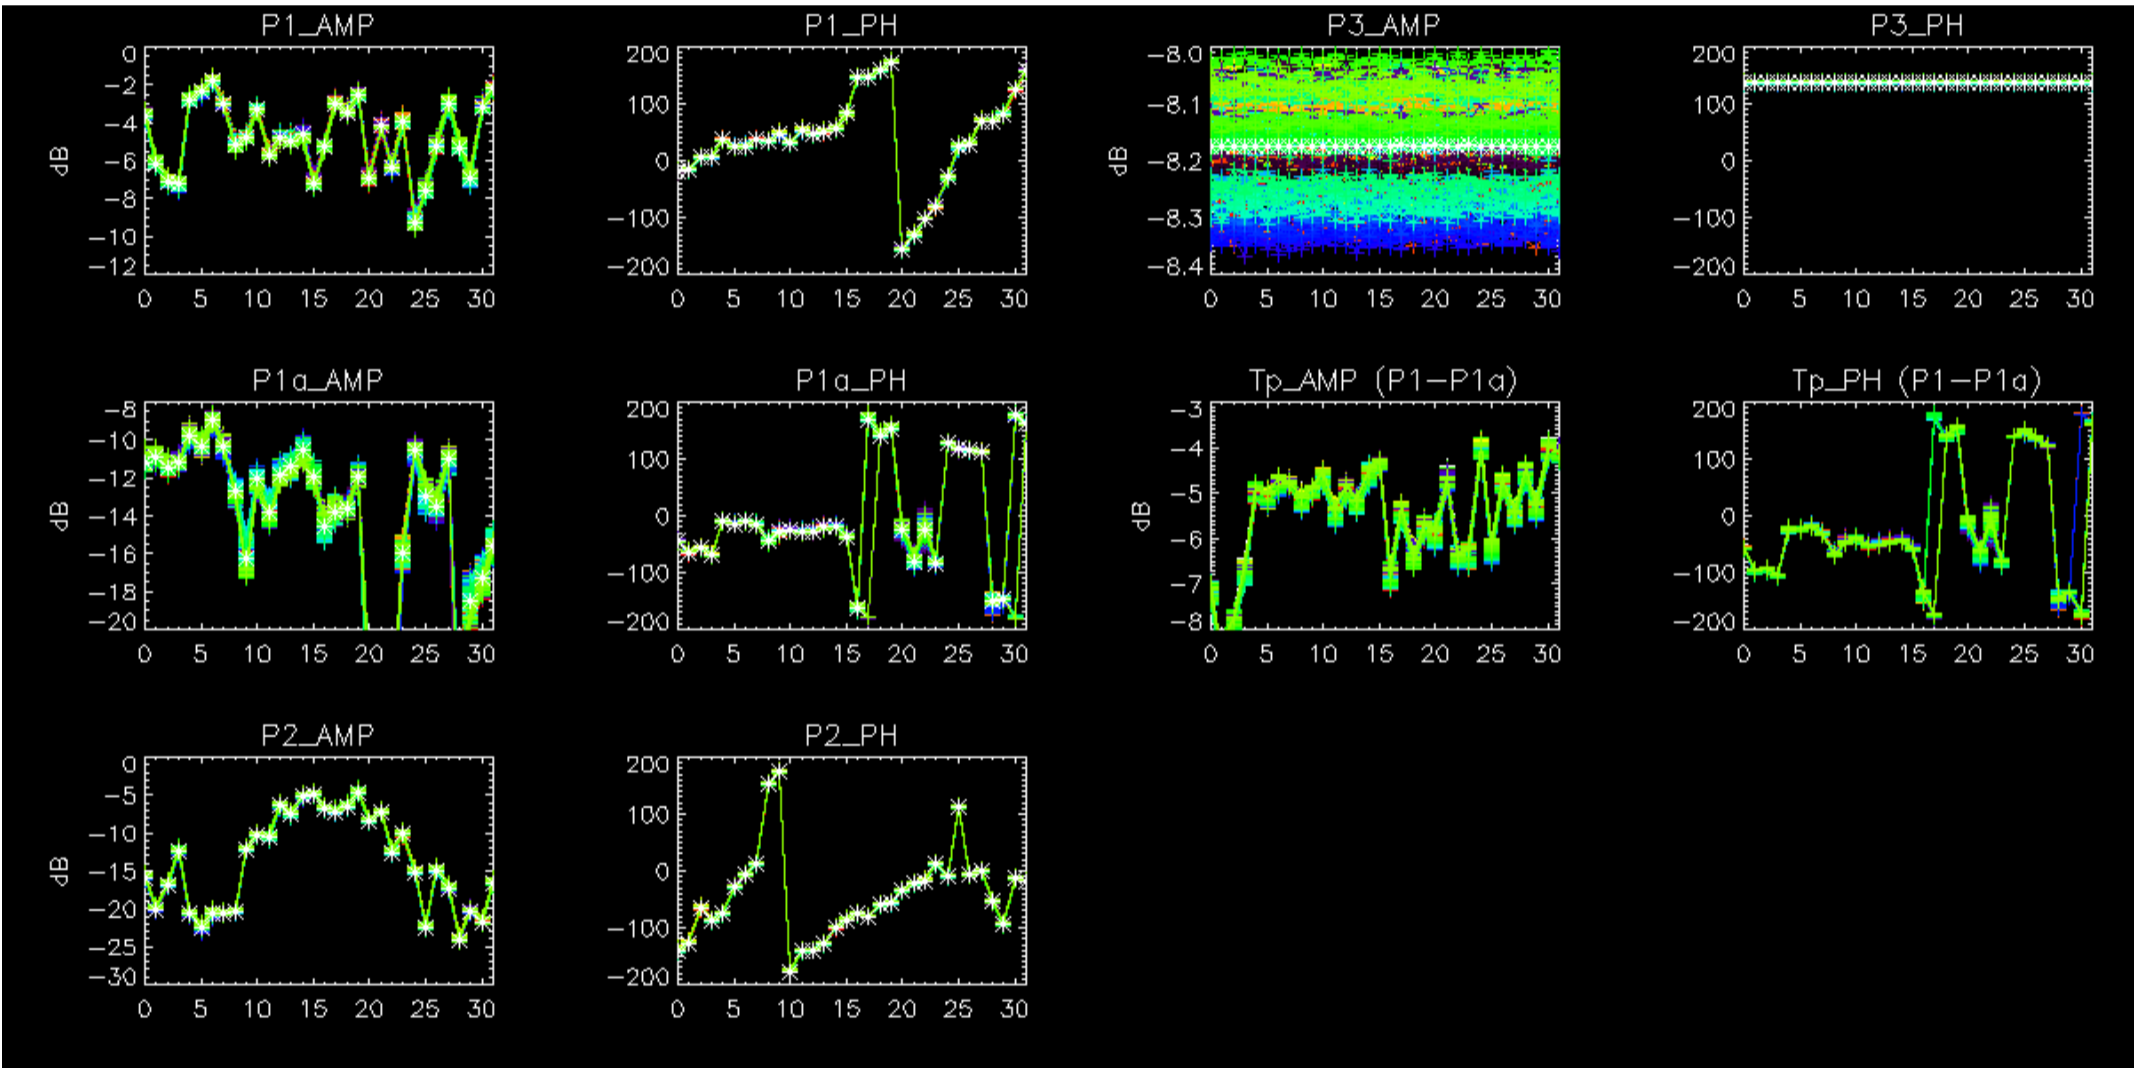 P1_AMP
0
-2
-4
-6
-8
-10
-12
dB
0 5 10 15 20 25 30
P1_PH
200
100
0
-100
-200
0 5 10 15 20 25 30
P3_AMP
-8.0
-8.1
-8.2
-8.3
-8.4
dB
0 5 10 15 20 25 30
P3_PH
200
100
0
-100
-200
0 5 10 15 20 25 30
P1a_AMP
-8
-10
-12
-14
-16
-18
-20
dB
0 5 10 15 20 25 30
P1a_PH
200
100
0
-100
-200
0 5 10 15 20 25 30
Tp_AMP (P1-P1a)
-3
-4
-5
-6
-7
-8
dB
0 5 10 15 20 25 30
Tp_PH (P1-P1a)
200
100
0
-100
-200
0 5 10 15 20 25 30
P2_AMP
0
-5
-10
-15
-20
-25
-30
dB
0 5 10 15 20 25 30
P2_PH
200
100
0
-100
-200
0 5 10 15 20 25 30